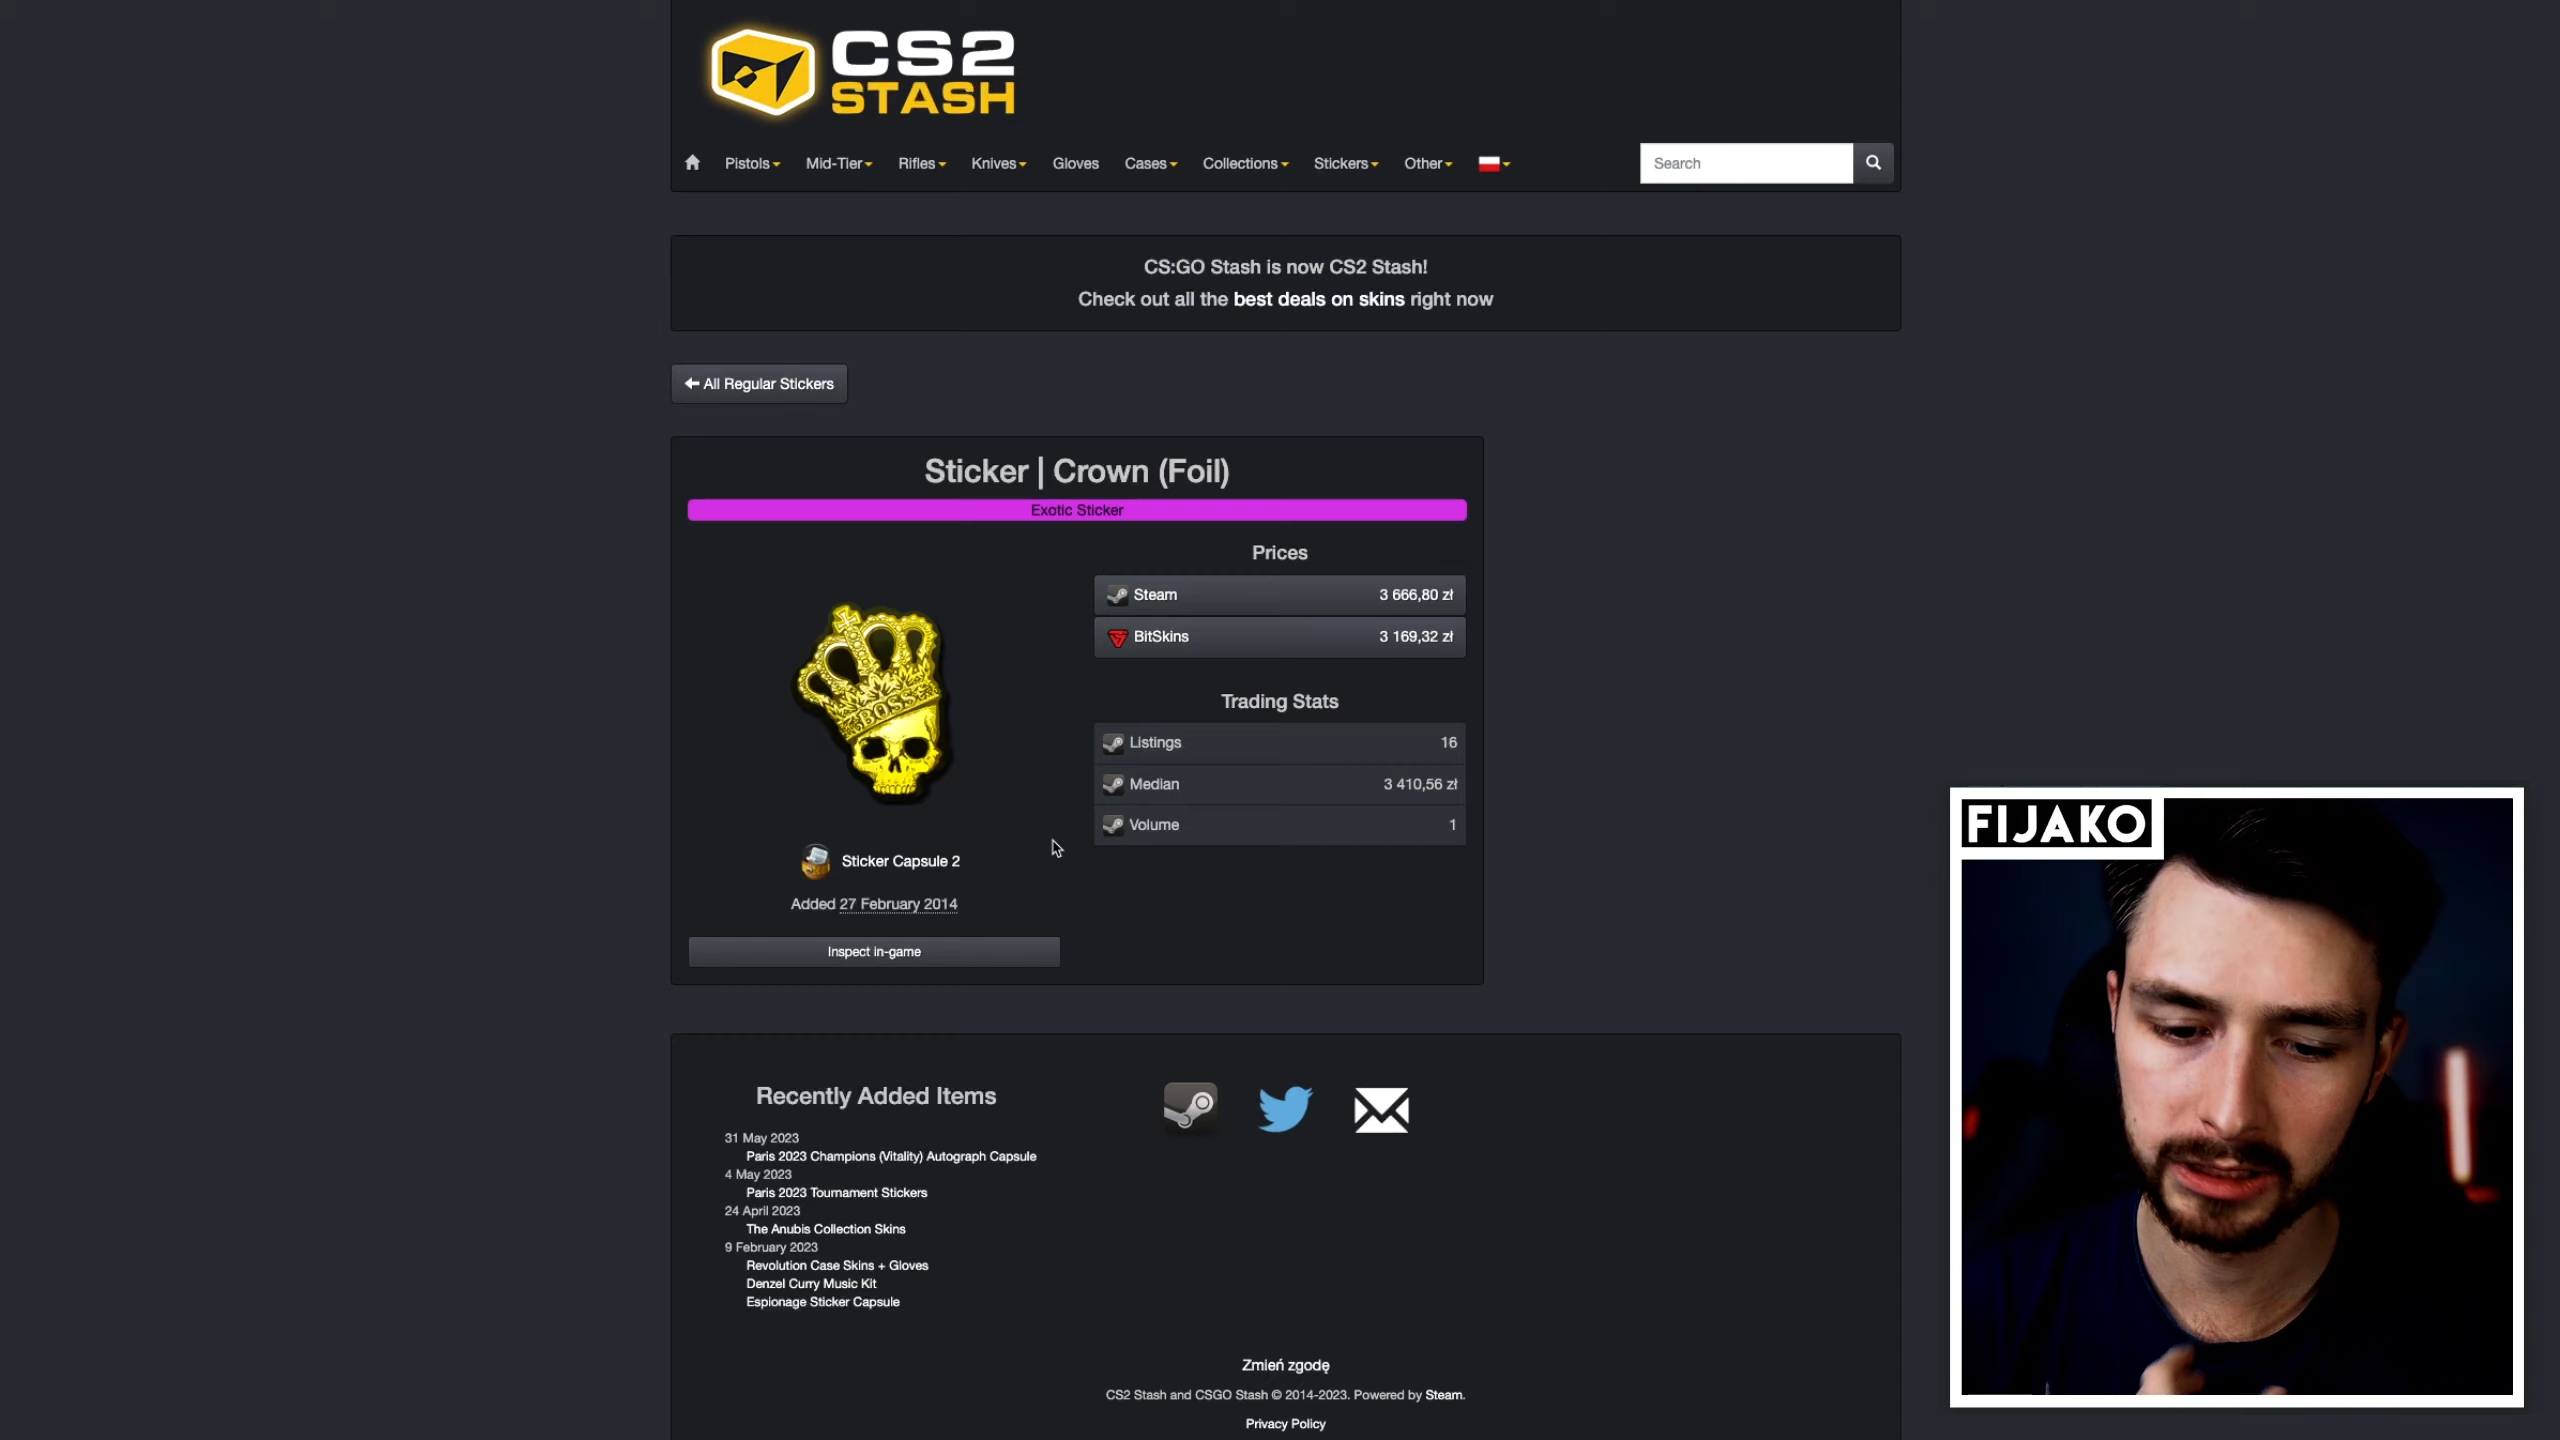 CS2
STASH
Pistols Mid-Tier Rifles Knives Gloves Cases Collections Stickers Other Search
CS:GO Stash is now CS2 Stash!
Check out all the best deals on skins right now
All Regular Stickers
Sticker | Crown (Foil)
Exotic Sticker
BOSS
Sticker Capsule 2
Added 27 February 2014
Inspect in-game
Prices
Steam 3 666,80 zł
BitSkins 3 169,32 zł
Trading Stats
Listings 16
Median 3 410,56 zł
Volume 1
FIJAKO
Recently Added Items
31 May 2023
Paris 2023 Champions (Vitality) Autograph Capsule
4 May 2023
Paris 2023 Tournament Stickers
24 April 2023
The Anubis Collection Skins
9 February 2023
Revolution Case Skins + Gloves
Denzel Curry Music Kit
Espionage Sticker Capsule
Zmień zgodę
CS2 Stash and CSGO Stash © 2014-2023. Powered by Steam.
Privacy Policy